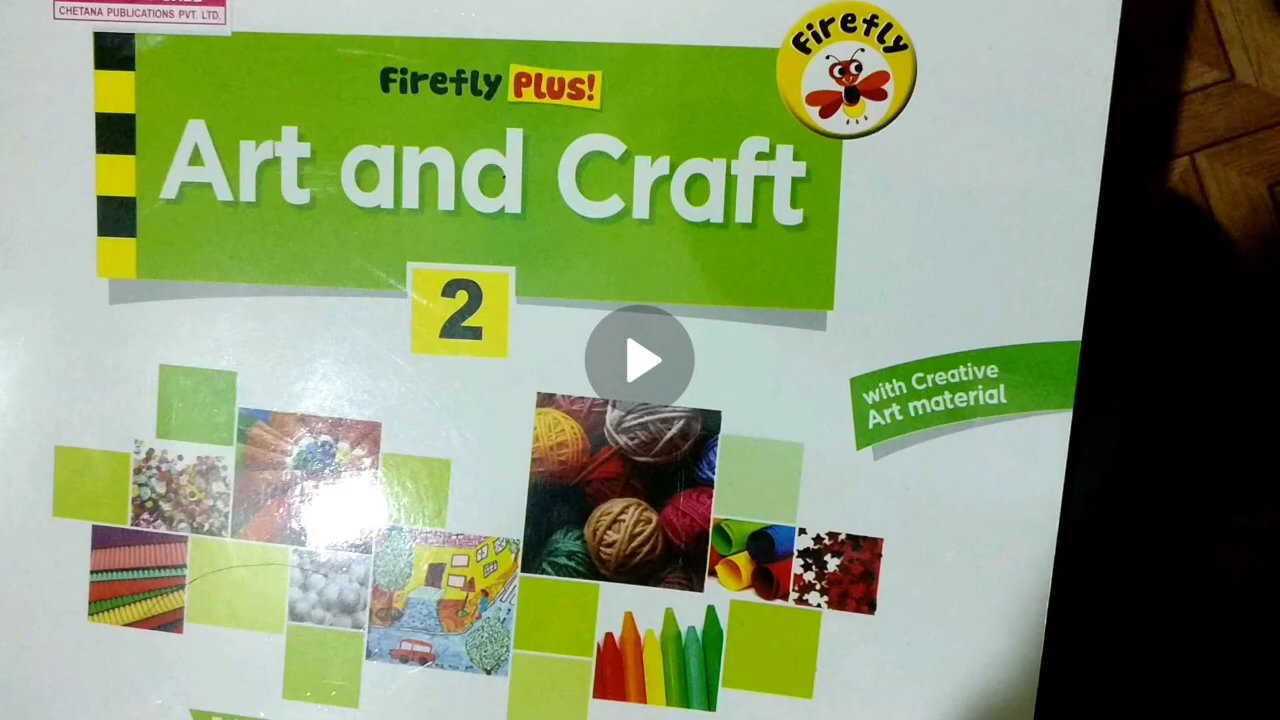 CHETANA PUBLICATIONS PVT. LTD.
Firefly
Firefly PLUS!
Art and Craft
2
with Creative
Art material